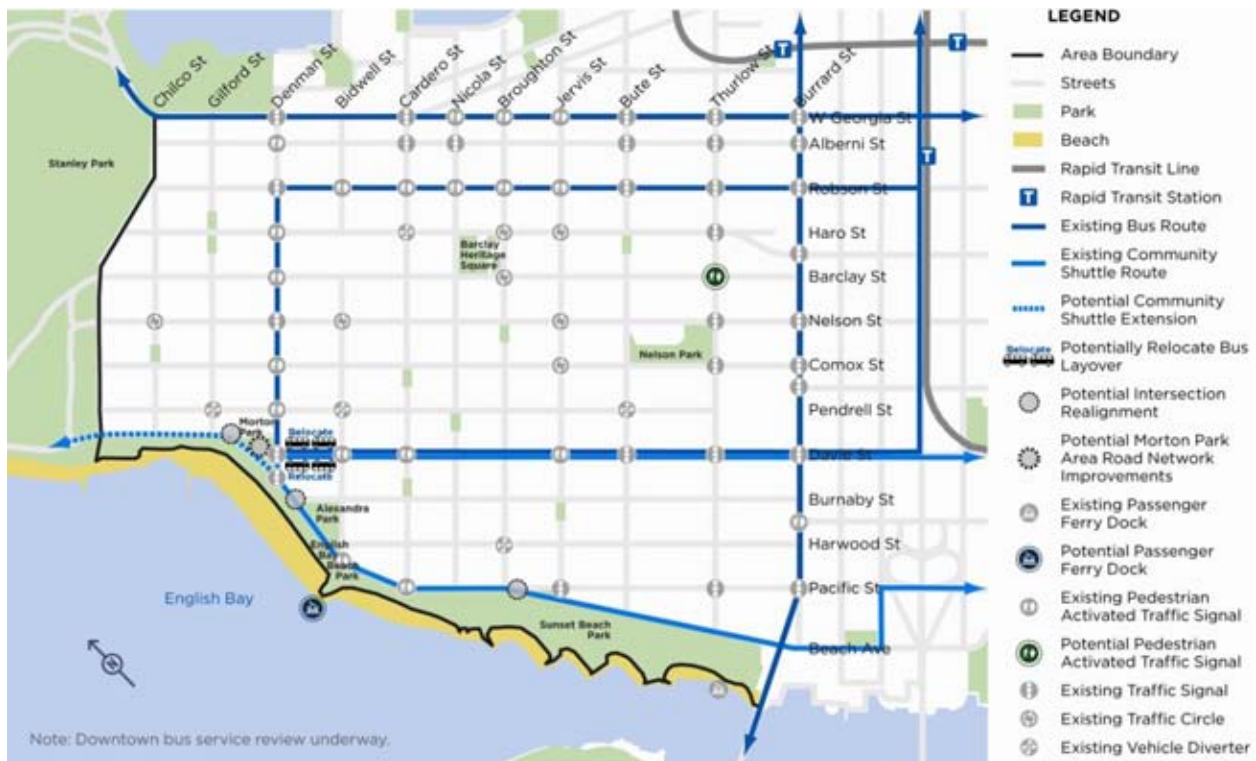 LEGEND
Area Boundary
Streets
Park
Beach
Rapid Transit Line
T
Rapid Transit Station
Existing Bus Route
Existing Community
Shuttle Route
Potential Community
Shuttle Extension
Relocate
Potentially Relocate Bus
Layover
Potential Intersection
Realignment
Potential Morton Park
Area Road Network
Improvements
Existing Passenger
Ferry Dock
Potential Passenger
Ferry Dock
Existing Pedestrian
Activated Traffic Signal
Potential Pedestrian
Activated Traffic Signal
Existing Traffic Signal
Existing Traffic Circle
Existing Vehicle Diverter
Chilco St
Gilford St
Denman St
Bidwell St
Cardero St
Nicola St
Broughton St
Jervis St
Bute St
Thurlow St
Burrard St
T
T
T
W Georgia St
Alberni St
Robson St
Haro St
Barclay St
Nelson St
Comox St
Pendrell St
Davie St
Burnaby St
Harwood St
Pacific St
Beach Ave
Stanley Park
Barclay
Heritage
Square
Nelson Park
Morton
Park
Relocate
Relocate
Alexandra
Park
English
Bay
Beach
Park
Sunset Beach
Park
English Bay
Note: Downtown bus service review underway.